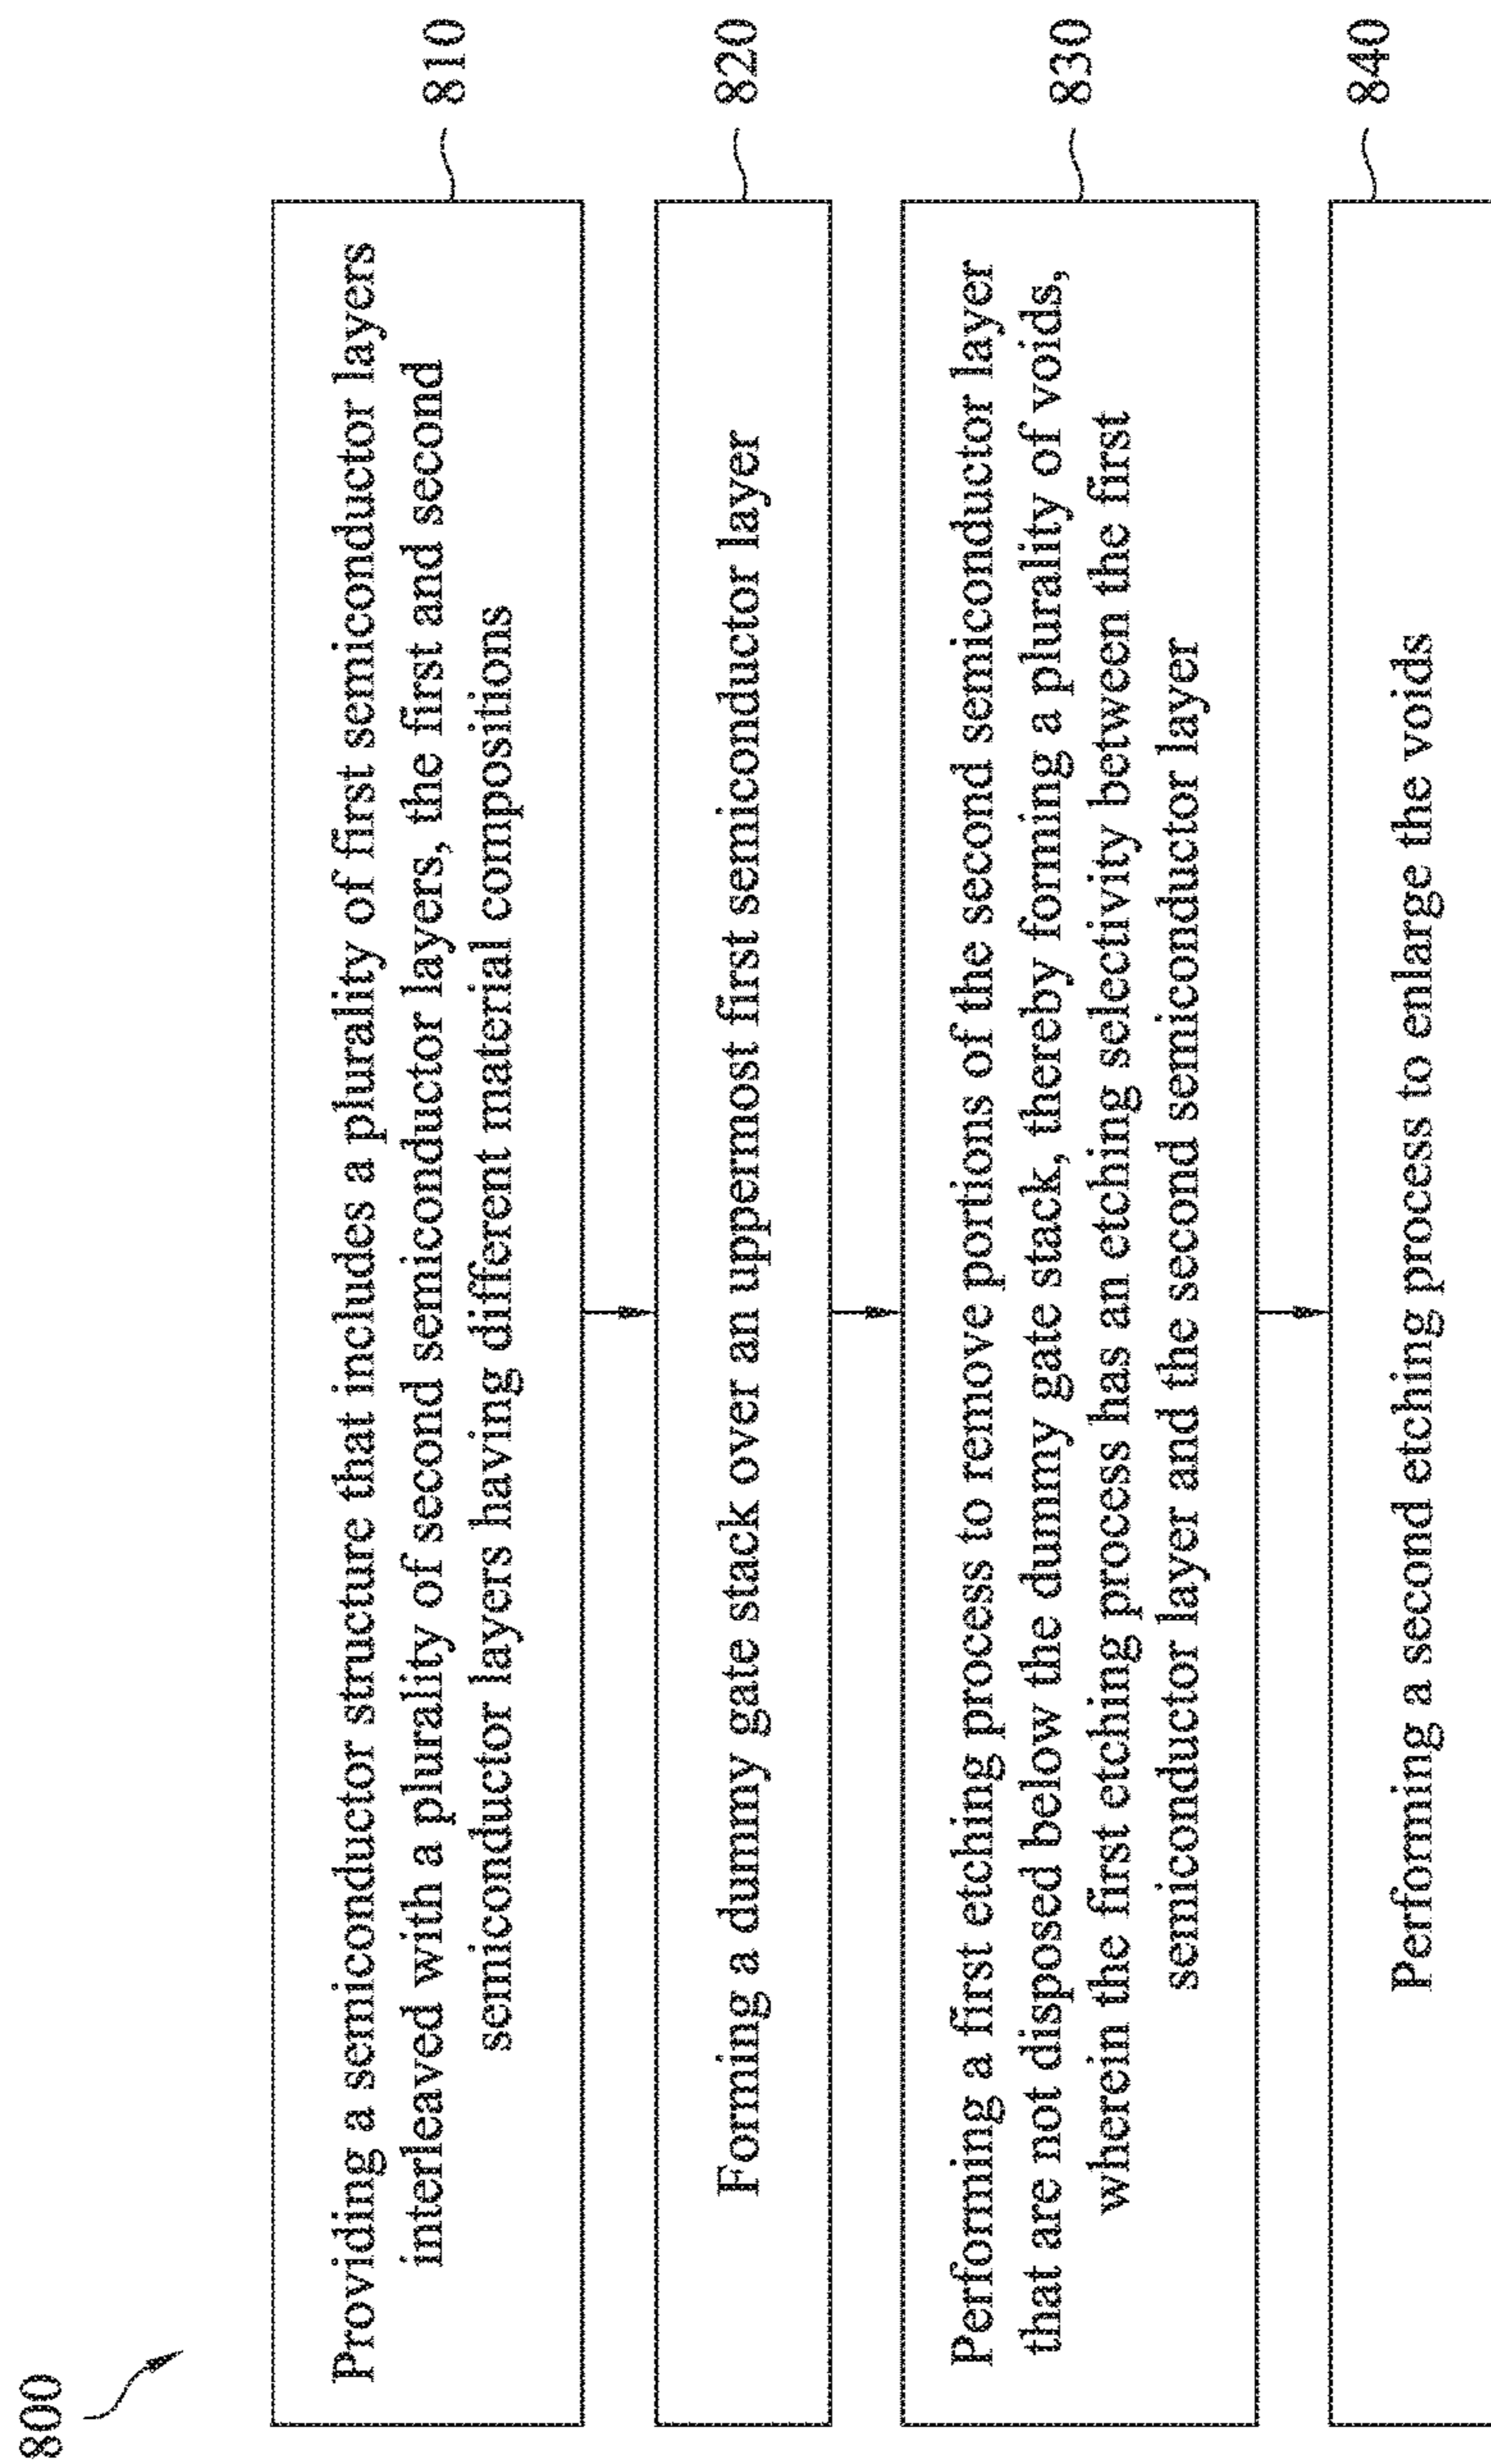 800
Providing a semiconductor structure that includes a plurality of first semiconductor layers
interleaved with a plurality of second semiconductor layers, the first and second
semiconductor layers having different material compositions
810
Forming a dummy gate stack over an uppermost first semiconductor layer
820
Performing a first etching process to remove portions of the second semiconductor layer
that are not disposed below the dummy gate stack, thereby forming a plurality of voids,
wherein the first etching process has an etching selectivity between the first
semiconductor layer and the second semiconductor layer
830
Performing a second etching process to enlarge the voids
840